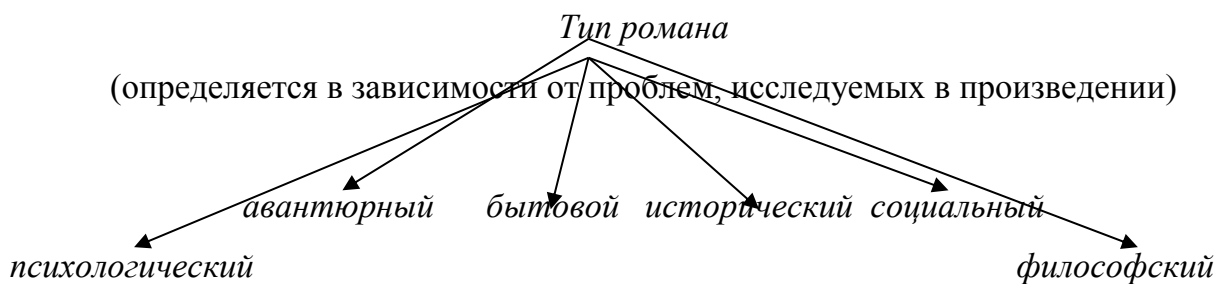 Тип романа
(определяется в зависимости от проблем, исследуемых в произведении)
авантюрный бытовой исторический социальный
психологический философский